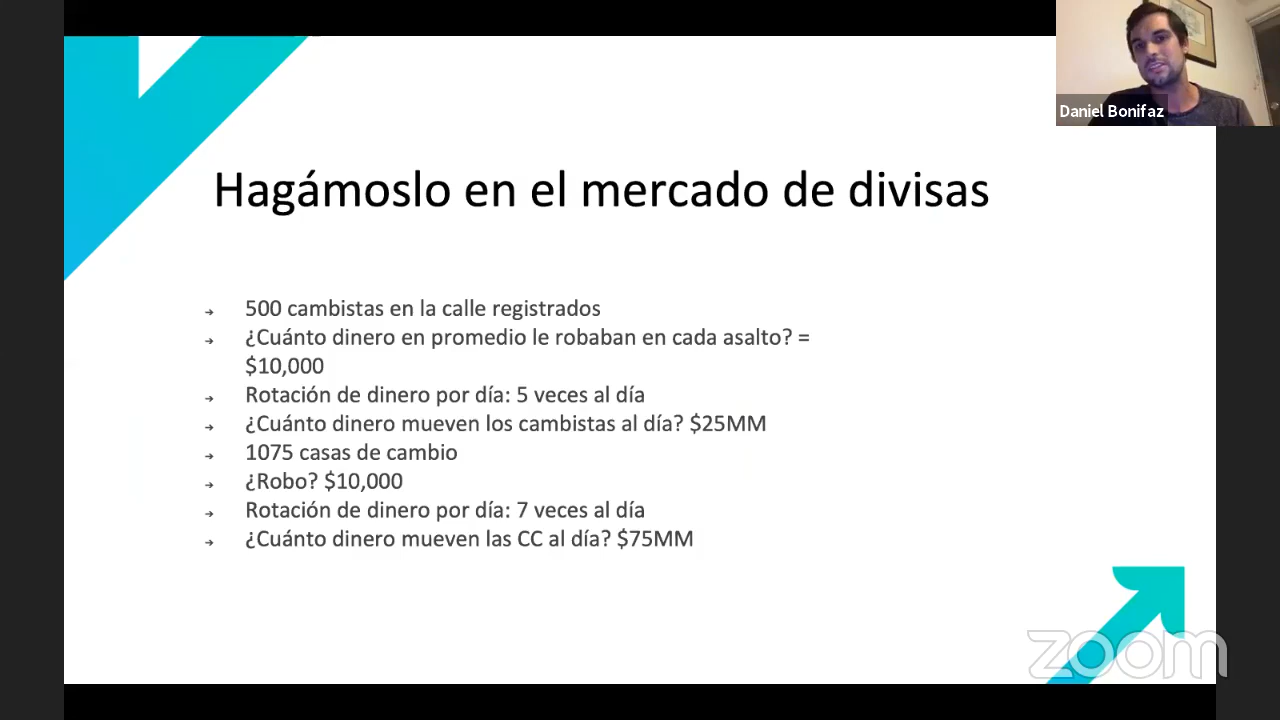 Daniel Bonifaz
Hagámoslo en el mercado de divisas
500 cambistas en la calle registrados
¿Cuánto dinero en promedio le robaban en cada asalto? =
$10,000
Rotación de dinero por día: 5 veces al día
¿Cuánto dinero mueven los cambistas al día? $25MM
1075 casas de cambio
¿Robo? $10,000
Rotación de dinero por día: 7 veces al día
¿Cuánto dinero mueven las CC al día? $75MM
zoom